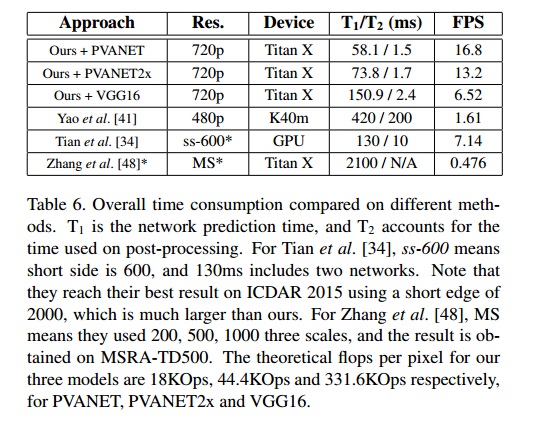 Approach Res. Device T1/T2 (ms) FPS
Ours + PVANET 720p Titan X 58.1 / 1.5 16.8
Ours + PVANET2x 720p Titan X 73.8 / 1.7 13.2
Ours + VGG16 720p Titan X 150.9 / 2.4 6.52
Yao et al. [41] 480p K40m 420 / 200 1.61
Tian et al. [34] ss-600* GPU 130 / 10 7.14
Zhang et al. [48]* MS* Titan X 2100 / N/A 0.476
Table 6. Overall time consumption compared on different meth-
ods. T1 is the network prediction time, and T2 accounts for the
time used on post-processing. For Tian et al. [34], ss-600 means
short side is 600, and 130ms includes two networks. Note that
they reach their best result on ICDAR 2015 using a short edge of
2000, which is much larger than ours. For Zhang et al. [48], MS
means they used 200, 500, 1000 three scales, and the result is ob-
tained on MSRA-TD500. The theoretical flops per pixel for our
three models are 18KOps, 44.4KOps and 331.6KOps respectively,
for PVANET, PVANET2x and VGG16.